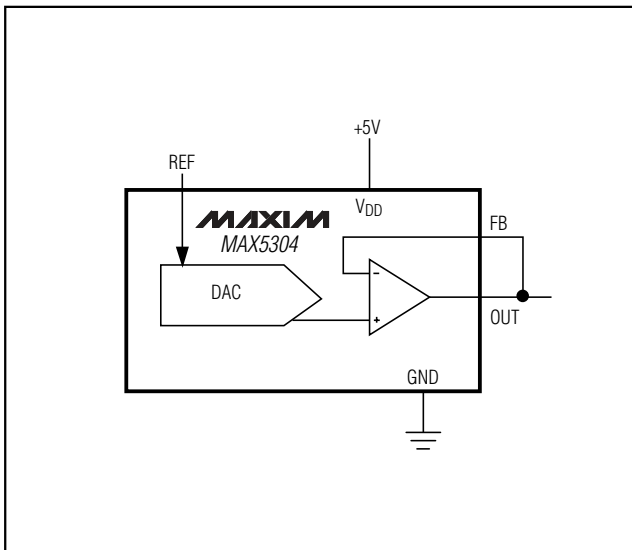 +5V
REF
MAXIM
VDD
MAX5304
FB
DAC
-
+
OUT
GND